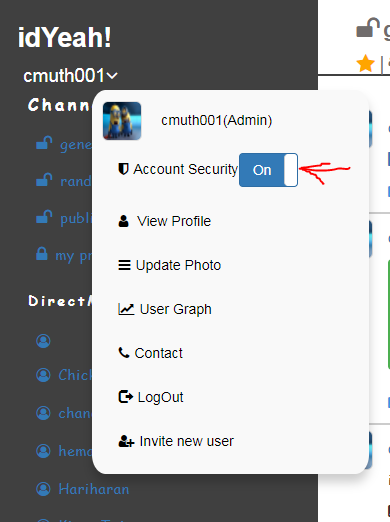 idYeah!
cmuth001
Chann
cmuth001(Admin)
gene
Account Security On
rand
publi
View Profile
my pr
Update Photo
DirectM
User Graph
Contact
Chick
LogOut
chan
hema
Invite new user
Hariharan